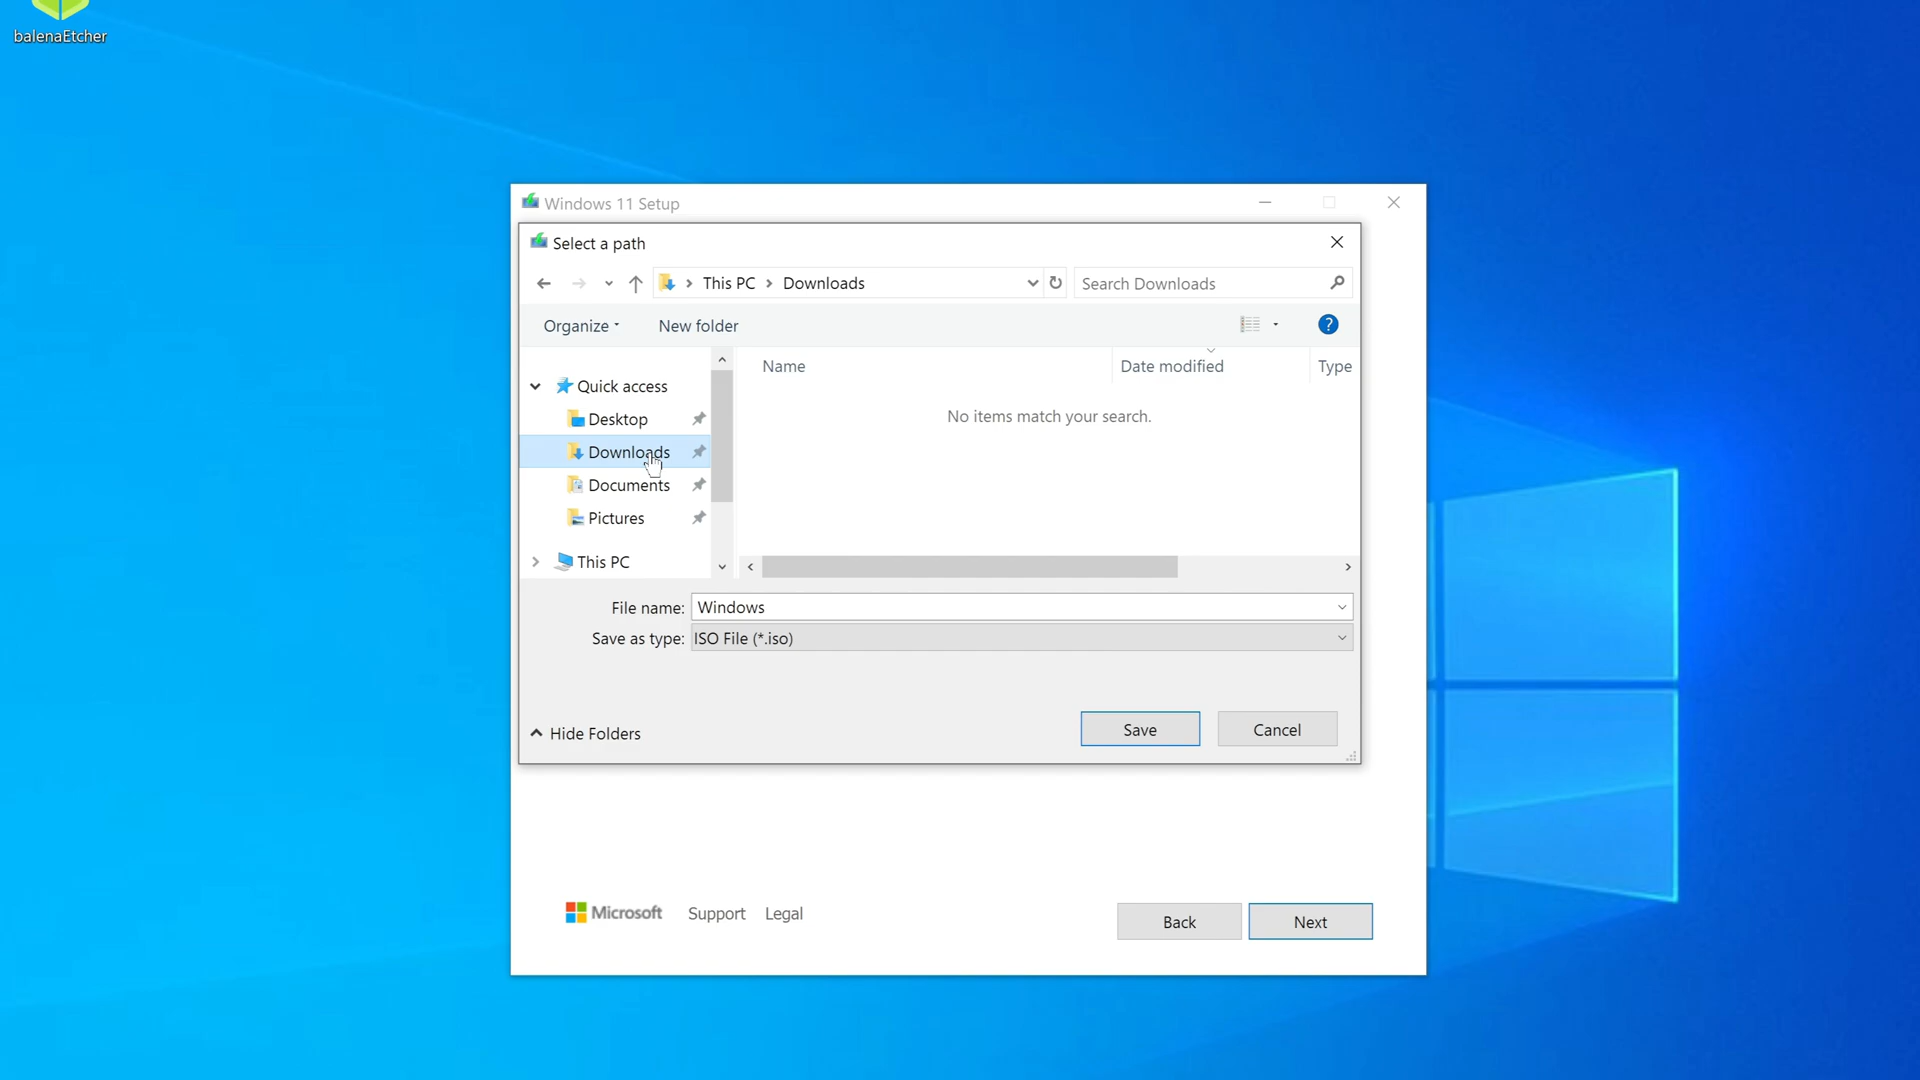 balenaEtcher
Windows 11 Setup
Select a path
This PC > Downloads
Search Downloads
Organize
New folder
?
Name
Date modified
Type
Quick access
No items match your search.
Desktop
Downloads
Documents
Pictures
This PC
File name: Windows
Save as type: ISO File (*.iso)
Hide Folders
Save
Cancel
Microsoft
Support
Legal
Back
Next